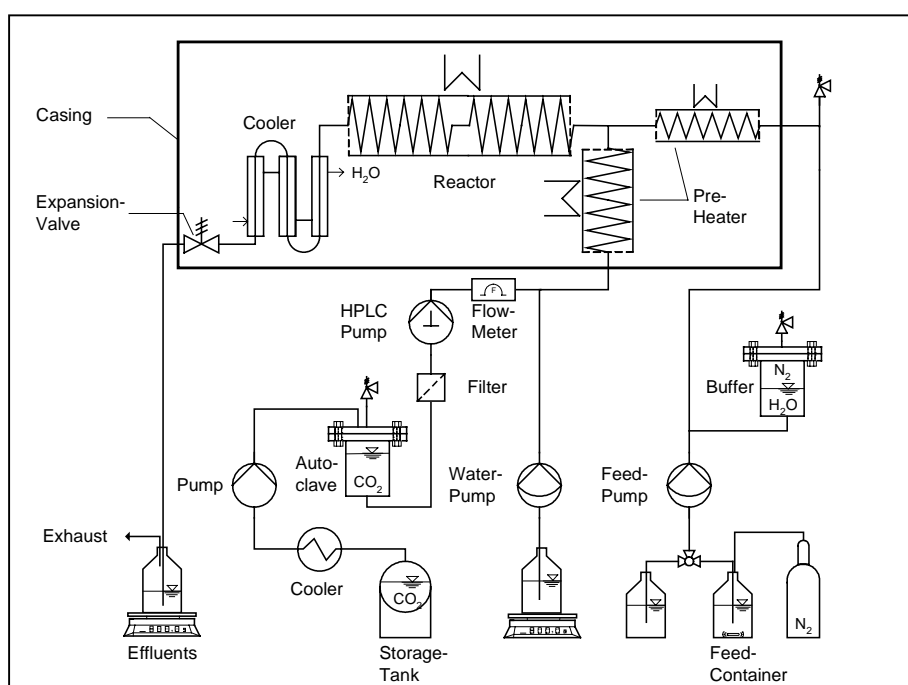 Casing
Cooler
H2O
Reactor
Pre-
Heater
Expansion-
Valve
HPLC
Pump
F
Flow-
Meter
Filter
Buffer
N2
H2O
Auto-
clave
CO2
Pump
Water-
Pump
Feed-
Pump
Exhaust
Cooler
CO2
N2
Effluents
Storage-
Tank
Feed-
Container